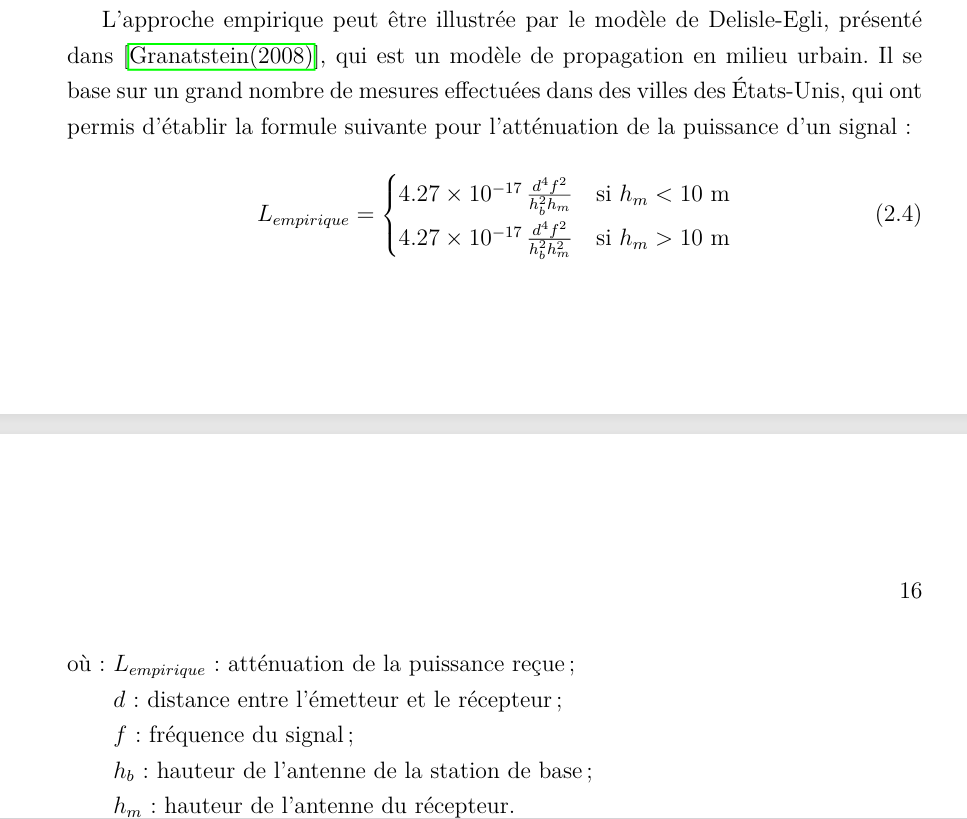 L'approche empirique peut être illustrée par le modèle de Delisle-Egli, présenté
dans [Granatstein(2008)], qui est un modèle de propagation en milieu urbain. Il se
base sur un grand nombre de mesures effectuées dans des villes des États-Unis, qui ont
permis d'établir la formule suivante pour l'atténuation de la puissance d'un signal :
L_{empirique} = \begin{cases} 4.27 \times 10^{-17} \frac{d^4 f^2}{h_b^2 h_m} & \text{si } h_m < 10 \text{ m} \\ 4.27 \times 10^{-17} \frac{d^4 f^2}{h_b^2 h_m^2} & \text{si } h_m > 10 \text{ m} \end{cases} (2.4)
16
où : L_{empirique} : atténuation de la puissance reçue ;
d : distance entre l'émetteur et le récepteur ;
f : fréquence du signal ;
h_b : hauteur de l'antenne de la station de base ;
h_m : hauteur de l'antenne du récepteur.